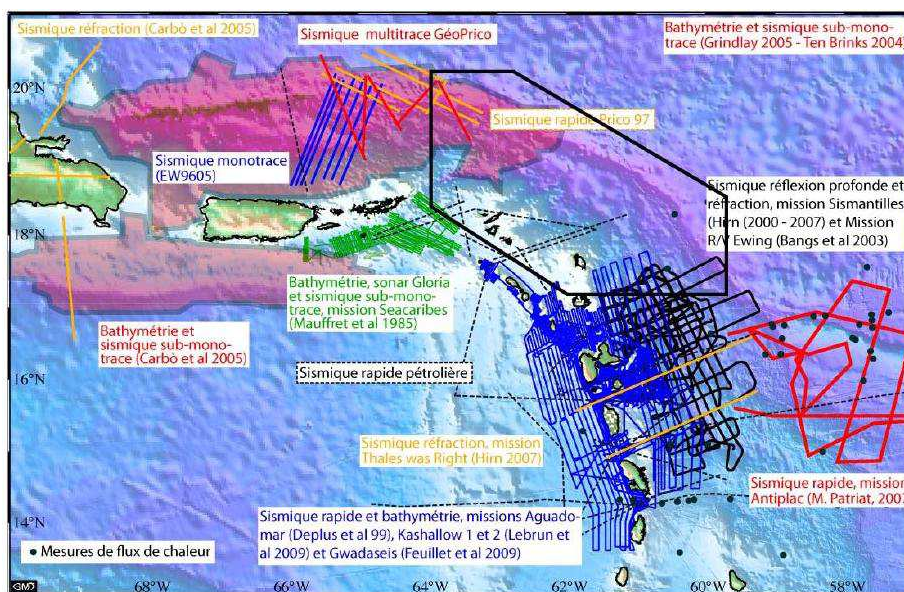 Sismique réfraction (Carbò et al 2005)
Sismique multitrace GéoPrico
Bathymétrie et sismique sub-mono-
trace (Grindlay 2005 - Ten Brinks 2004)
20°N
Sismique rapide Prico 97
Sismique monotrace
(EW9605)
Sismique réflexion profonde et
réfraction, mission Sismantilles
(Hirn (2000 - 2007) et Mission
R/V Ewing (Bangs et al 2003)
18°N
Bathymétrie, sonar Gloria
et sismique sub-mono-
trace, mission Seacaribes
(Mauffret et al 1985)
Bathymétrie et
sismique sub-mono-
trace (Carbò et al 2005)
Sismique rapide pétrolière
16°N
Sismique réfraction, mission
Thales was Right (Hirn 2007)
Sismique rapide, mission
Antiplac (M. Patriat, 200
Sismique rapide et bathymétrie, missions Aguado-
mar (Deplus et al 99), Kashallow 1 et 2 (Lebrun et
al 2009) et Gwadaseis (Feuillet et al 2009)
14°N
Mesures de flux de chaleur
GMD
68°W
66°W
64°W
62°W
60°W
58°W